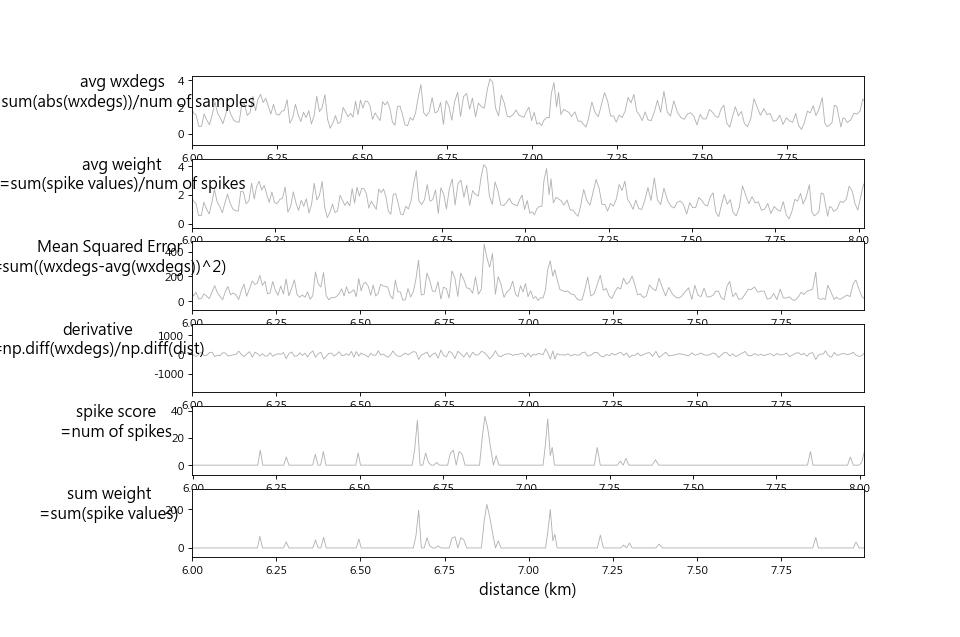 avg wxdegs
sum(abs(wxdegs))/num of samples
4
2
0
6.00 6.25 6.50 6.75 7.00 7.25 7.50 7.75
avg weight
=sum(spike values)/num of spikes
4
2
0
6.00 6.25 6.50 6.75 7.00 7.25 7.50 7.75 8.00
Mean Squared Error
=sum((wxdegs-avg(wxdegs))^2)
400
200
0
6.00 6.25 6.50 6.75 7.00 7.25 7.50 7.75
derivative
=np.diff(wxdegs)/np.diff(dist)
1000
0
-1000
6.00 6.25 6.50 6.75 7.00 7.25 7.50 7.75
spike score
=num of spikes
40
20
0
6.00 6.25 6.50 6.75 7.00 7.25 7.50 7.75 8.00
sum weight
=sum(spike values)
200
0
6.00 6.25 6.50 6.75 7.00 7.25 7.50 7.75
distance (km)